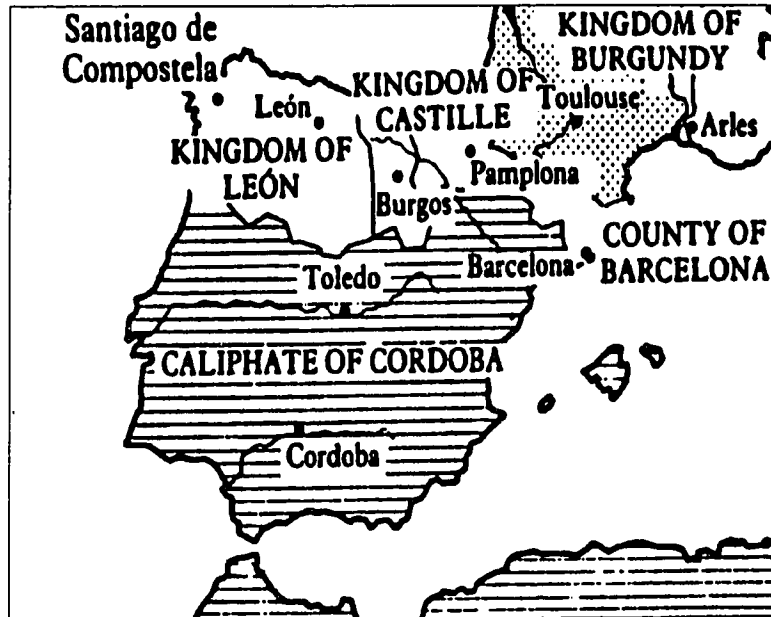 Santiago de
Compostela
León
KINGDOM OF
LEÓN
KINGDOM OF
CASTILLE
Burgos
Pamplona
KINGDOM OF
BURGUNDY
Toulouse
Arles
COUNTY OF
BARCELONA
Barcelona
Toledo
CALIPHATE OF CORDOBA
Cordoba